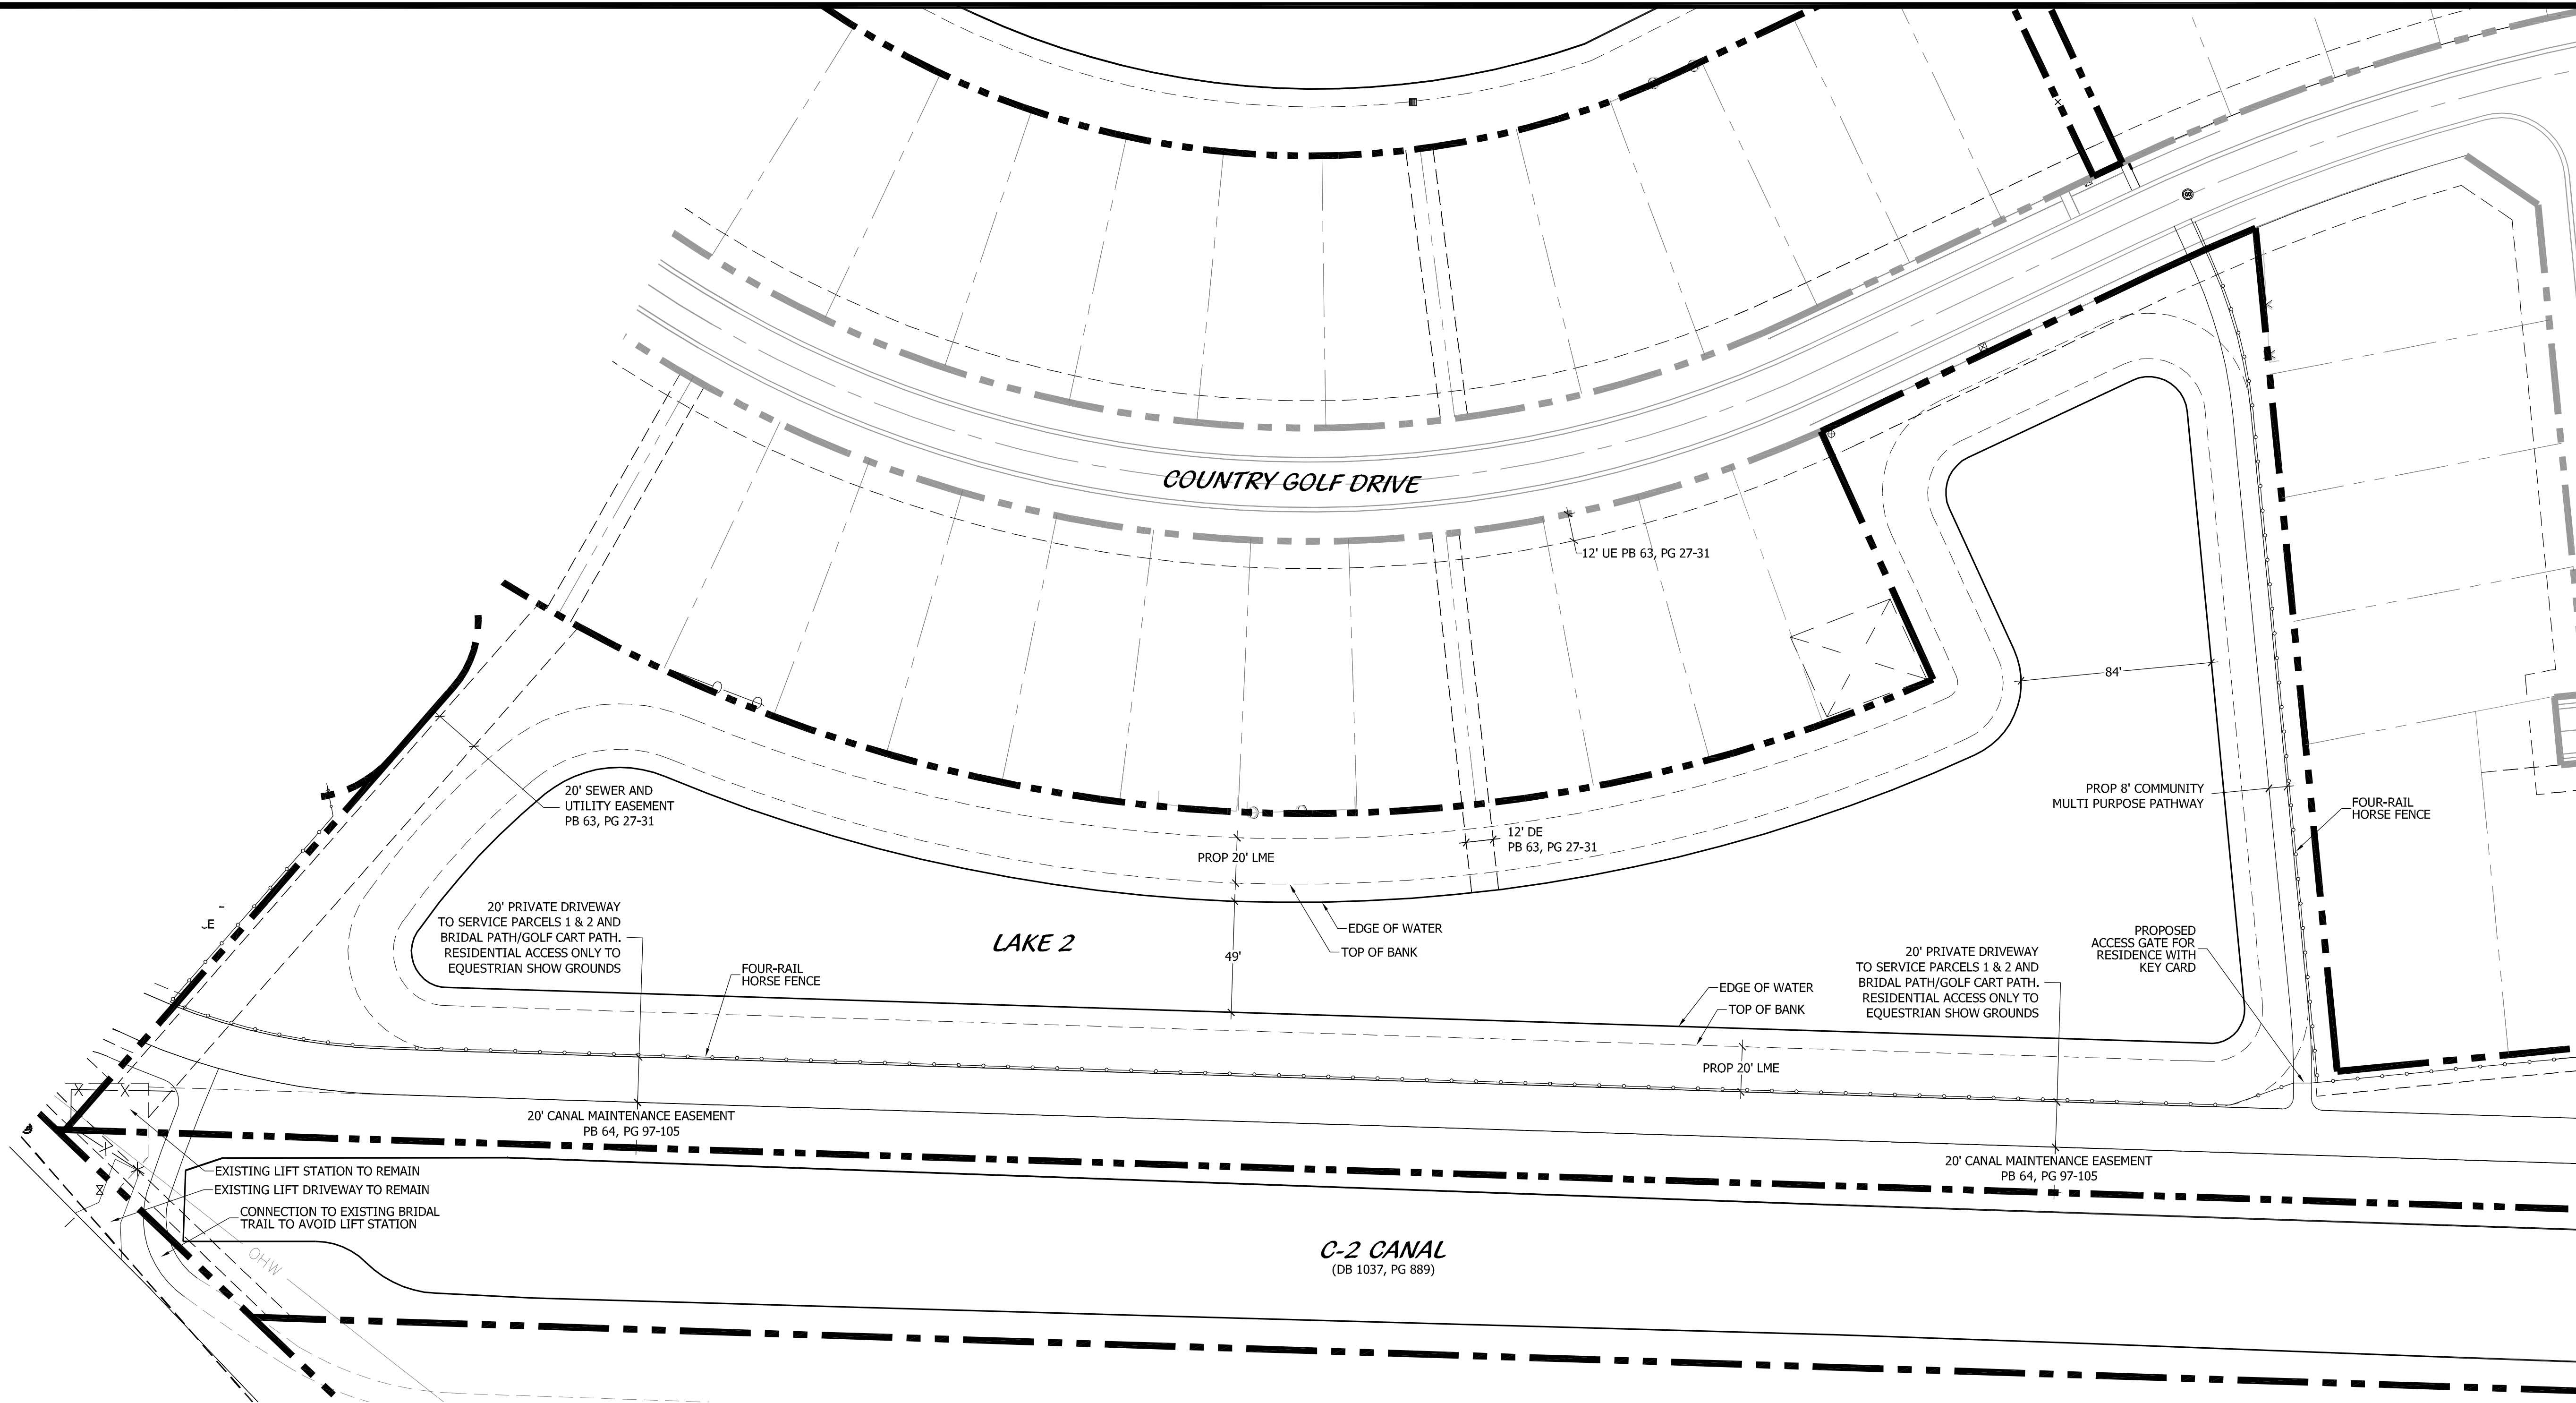 COUNTRY GOLF DRIVE
12' UE PB 63, PG 27-31
84'
20' SEWER AND
UTILITY EASEMENT
PB 63, PG 27-31
PROP 8' COMMUNITY
MULTI PURPOSE PATHWAY
FOUR-RAIL
HORSE FENCE
12' DE
PB 63, PG 27-31
PROP 20' LME
20' PRIVATE DRIVEWAY
TO SERVICE PARCELS 1 & 2 AND
BRIDAL PATH/GOLF CART PATH.
RESIDENTIAL ACCESS ONLY TO
EQUESTRIAN SHOW GROUNDS
FOUR-RAIL
HORSE FENCE
LAKE 2
49'
EDGE OF WATER
TOP OF BANK
20' PRIVATE DRIVEWAY
TO SERVICE PARCELS 1 & 2 AND
BRIDAL PATH/GOLF CART PATH.
RESIDENTIAL ACCESS ONLY TO
EQUESTRIAN SHOW GROUNDS
PROPOSED
ACCESS GATE FOR
RESIDENCE WITH
KEY CARD
EDGE OF WATER
TOP OF BANK
PROP 20' LME
20' CANAL MAINTENANCE EASEMENT
PB 64, PG 97-105
20' CANAL MAINTENANCE EASEMENT
PB 64, PG 97-105
EXISTING LIFT STATION TO REMAIN
EXISTING LIFT DRIVEWAY TO REMAIN
CONNECTION TO EXISTING BRIDAL
TRAIL TO AVOID LIFT STATION
OHW
C-2 CANAL
(DB 1037, PG 889)